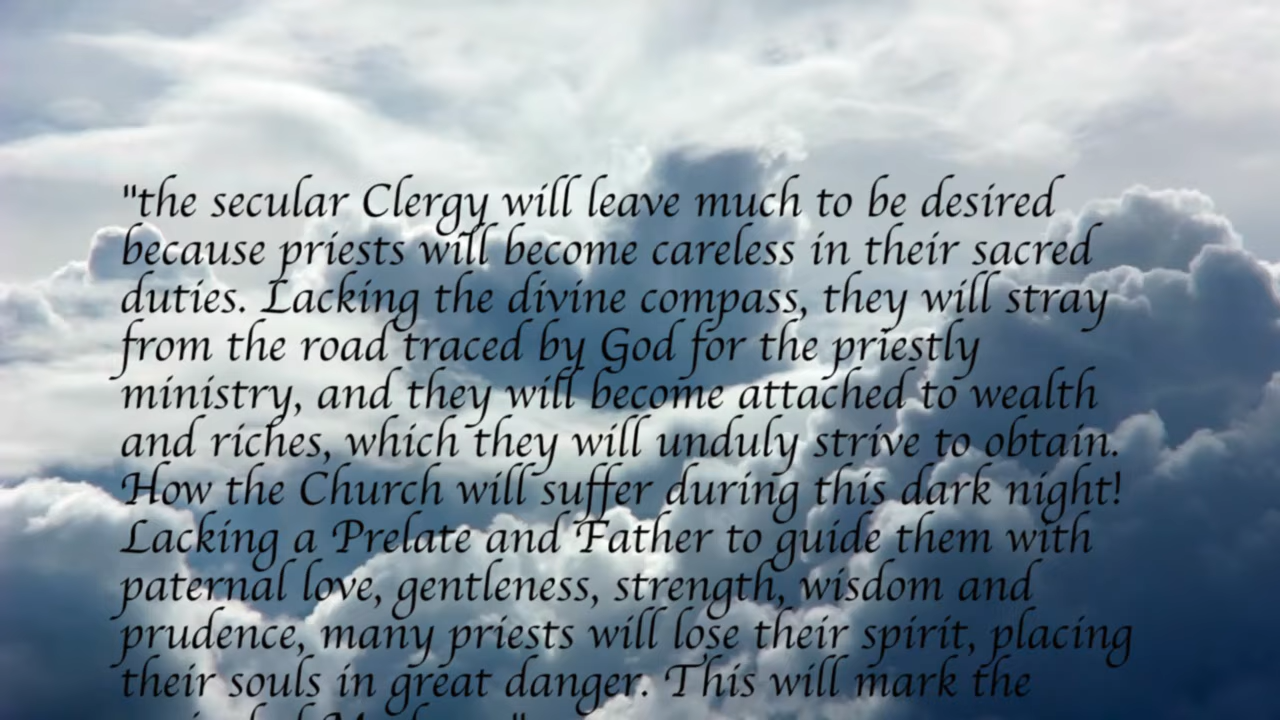 "the secular Clergy will leave much to be desired
because priests will become careless in their sacred
duties. Lacking the divine compass, they will stray
from the road traced by God for the priestly
ministry, and they will become attached to wealth
and riches, which they will unduly strive to obtain.
How the Church will suffer during this dark night!
Lacking a Prelate and Father to guide them with
paternal love, gentleness, strength, wisdom and
prudence, many priests will lose their spirit, placing
their souls in great danger. This will mark the